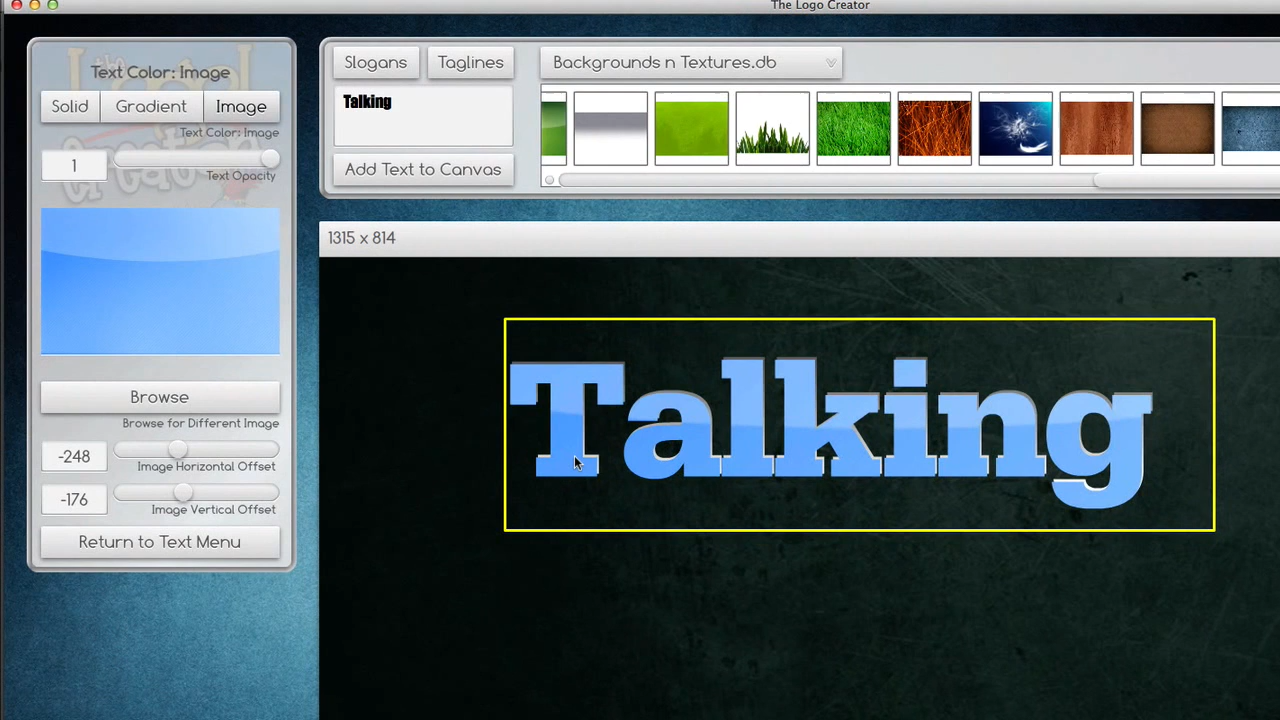 The Logo Creator
Text Color: Image
Solid
Gradient
Image
Text Color: Image
1
Text Opacity
Browse
Browse for Different Image
-248
Image Horizontal Offset
-176
Image Vertical Offset
Return to Text Menu
Slogans
Taglines
Backgrounds n Textures.db
Talking
Add Text to Canvas
1315 x 814
Talking